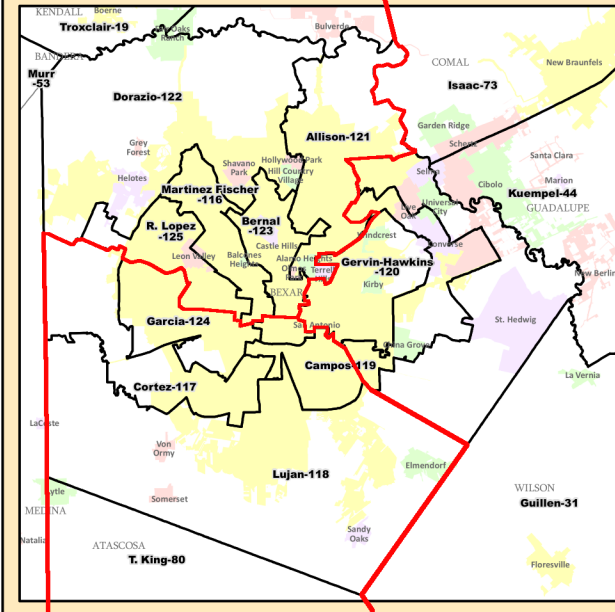 KENDALL
Boerne
Troxclair-19
Fair Oaks
Ranch
Bulverde
BANDERA
COMAL
New Braunfels
Murr
-53
Isaac-73
Dorazio-122
Garden Ridge
Allison-121
Schertz
Grey
Forest
Santa Clara
Hollywood Park
Shavano
Park
Hill Country
Village
Selma
Helotes
Marion
Cibolo
Martinez Fischer
-116
Kuempel-44
Universal
City
Live
Oak
GUADALUPE
R. Lopez
-125
Bernal
-123
Windcrest
Converse
Castle Hills
Leon Valley
Balcones
Heights
Alamo Heights
Olmos
Park
Terrell
Hills
Gervin-Hawkins
-120
New Berlin
Kirby
BEXAR
Garcia-124
San Antonio
St. Hedwig
China Grove
Campos-119
La Vernia
Cortez-117
LaCoste
Von
Ormy
Elmendorf
Lujan-118
WILSON
Lytle
Somerset
Guillen-31
MEDINA
Sandy
Oaks
Natalia
ATASCOSA
T. King-80
Floresville